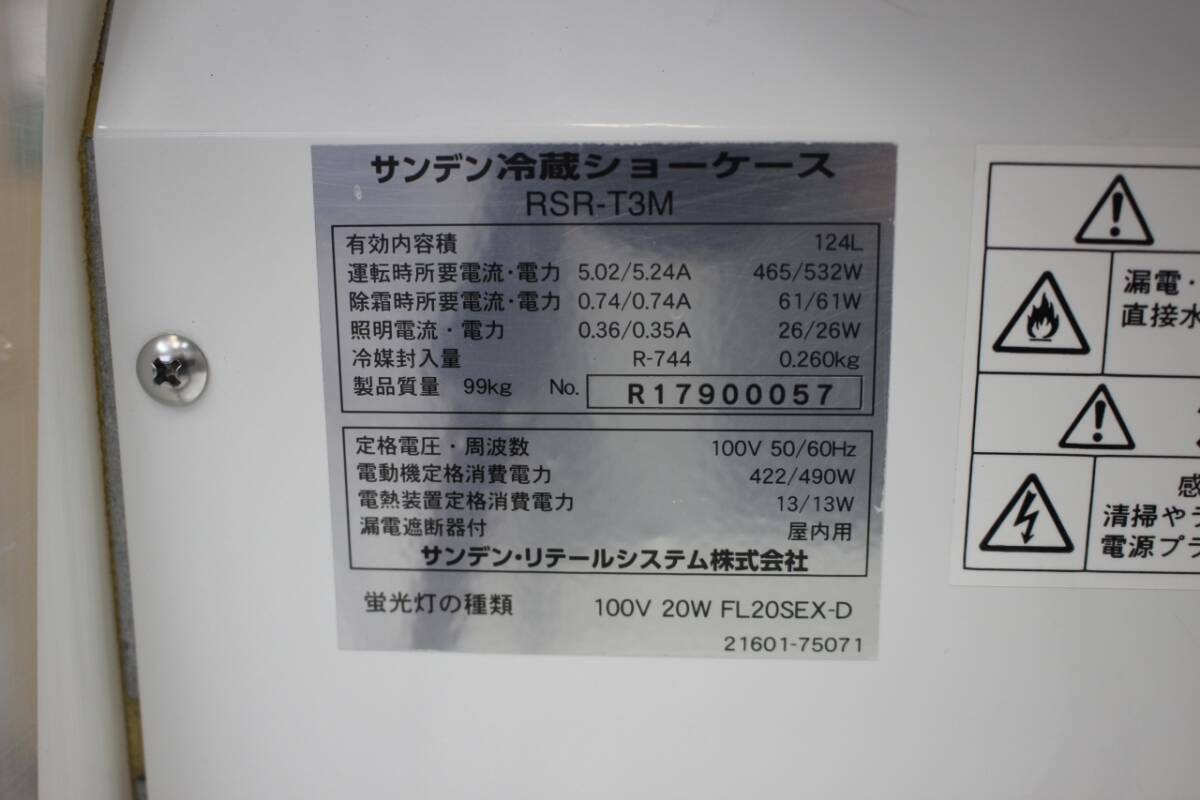 サンデン冷蔵ショーケース
RSR-T3M
有効内容積 124L
運転時所要電流・電力 5.02/5.24A 465/532W
除霜時所要電流・電力 0.74/0.74A 61/61W
照明電流・電力 0.36/0.35A 26/26W
冷媒封入量 R-744 0.260kg
製品質量 99kg No. R17900057
定格電圧・周波数 100V 50/60Hz
電動機定格消費電力 422/490W
電熱装置定格消費電力 13/13W
漏電遮断器付 屋内用
サンデン・リテールシステム株式会社
蛍光灯の種類 100V 20W FL20SEX-D
21601-75071
漏電・
直接水
感
清掃や
電源プラ